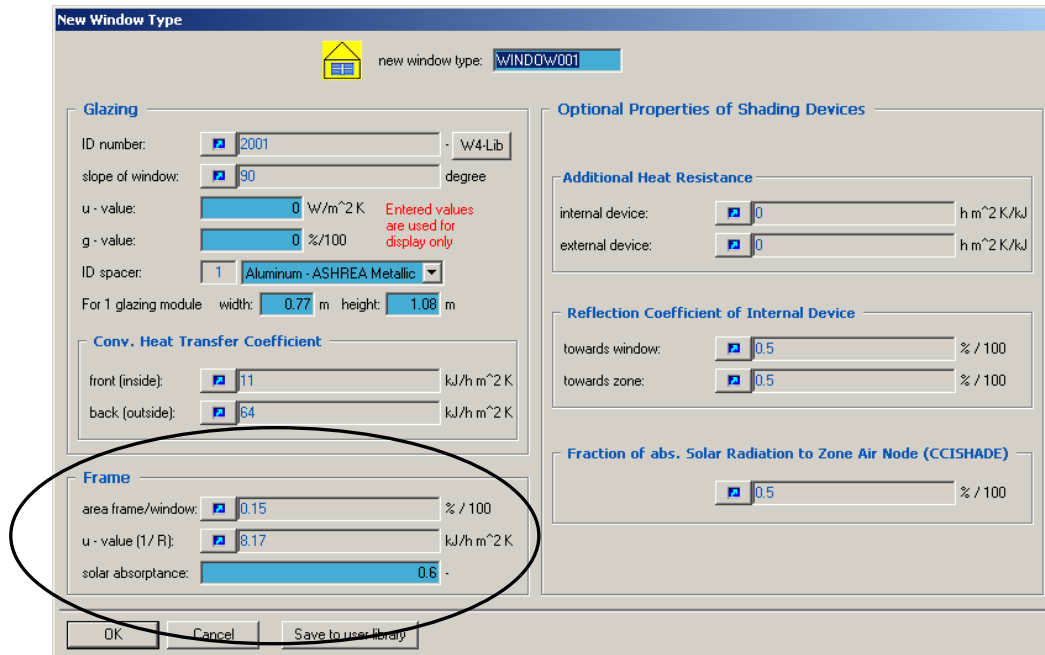 New Window Type
new window type: WINDOW001
Glazing
ID number: 2001 - W4-Lib
slope of window: 90 degree
u - value: 0 W/m^2 K Entered values
are used for
g - value: 0 %/100 display only
ID spacer: 1 Aluminum - ASHREA Metallic
For 1 glazing module width: 0.77 m height: 1.08 m
Conv. Heat Transfer Coefficient
front (inside): 11 kJ/h m^2 K
back (outside): 64 kJ/h m^2 K
Frame
area frame/window: 0.15 % / 100
u - value (1/ R): 8.17 kJ/h m^2 K
solar absorptance: 0.6 -
Optional Properties of Shading Devices
Additional Heat Resistance
internal device: 0 h m^2 K/kJ
external device: 0 h m^2 K/kJ
Reflection Coefficient of Internal Device
towards window: 0.5 % / 100
towards zone: 0.5 % / 100
Fraction of abs. Solar Radiation to Zone Air Node (CCISHADE)
0.5 % / 100
OK Cancel Save to user library